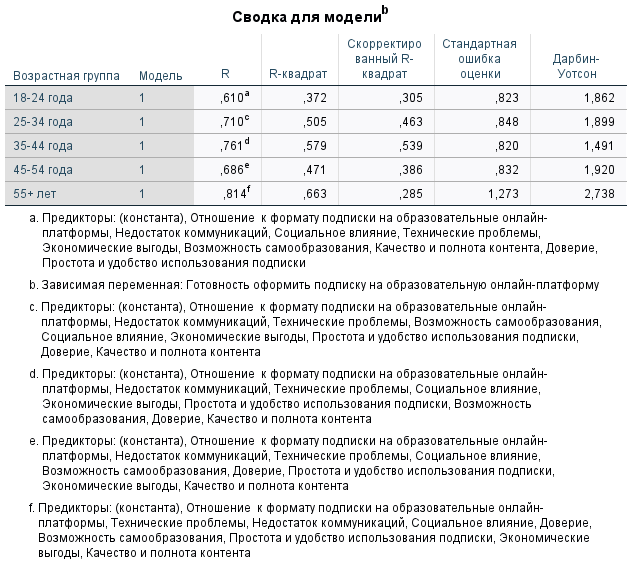 Сводка для моделиb
Возрастная группа Модель R R-квадрат Скорректированный R-квадрат Стандартная ошибка оценки Дарбин-Уотсон
18-24 года 1 ,610a ,372 ,305 ,823 1,862
25-34 года 1 ,710c ,505 ,463 ,848 1,899
35-44 года 1 ,761d ,579 ,539 ,820 1,491
45-54 года 1 ,686e ,471 ,386 ,832 1,920
55+ лет 1 ,814f ,663 ,285 1,273 2,738
a. Предикторы: (константа), Отношение к формату подписки на образовательные онлайн-
платформы, Недостаток коммуникаций, Социальное влияние, Технические проблемы,
Экономические выгоды, Возможность самообразования, Качество и полнота контента, Доверие,
Простота и удобство использования подписки
b. Зависимая переменная: Готовность оформить подписку на образовательную онлайн-платформу
c. Предикторы: (константа), Отношение к формату подписки на образовательные онлайн-
платформы, Недостаток коммуникаций, Технические проблемы, Возможность самообразования,
Социальное влияние, Экономические выгоды, Простота и удобство использования подписки,
Доверие, Качество и полнота контента
d. Предикторы: (константа), Отношение к формату подписки на образовательные онлайн-
платформы, Недостаток коммуникаций, Технические проблемы, Социальное влияние,
Экономические выгоды, Простота и удобство использования подписки, Возможность
самообразования, Доверие, Качество и полнота контента
e. Предикторы: (константа), Отношение к формату подписки на образовательные онлайн-
платформы, Недостаток коммуникаций, Технические проблемы, Социальное влияние,
Возможность самообразования, Доверие, Простота и удобство использования подписки,
Экономические выгоды, Качество и полнота контента
f. Предикторы: (константа), Отношение к формату подписки на образовательные онлайн-
платформы, Технические проблемы, Недостаток коммуникаций, Социальное влияние, Доверие,
Возможность самообразования, Простота и удобство использования подписки, Экономические
выгоды, Качество и полнота контента